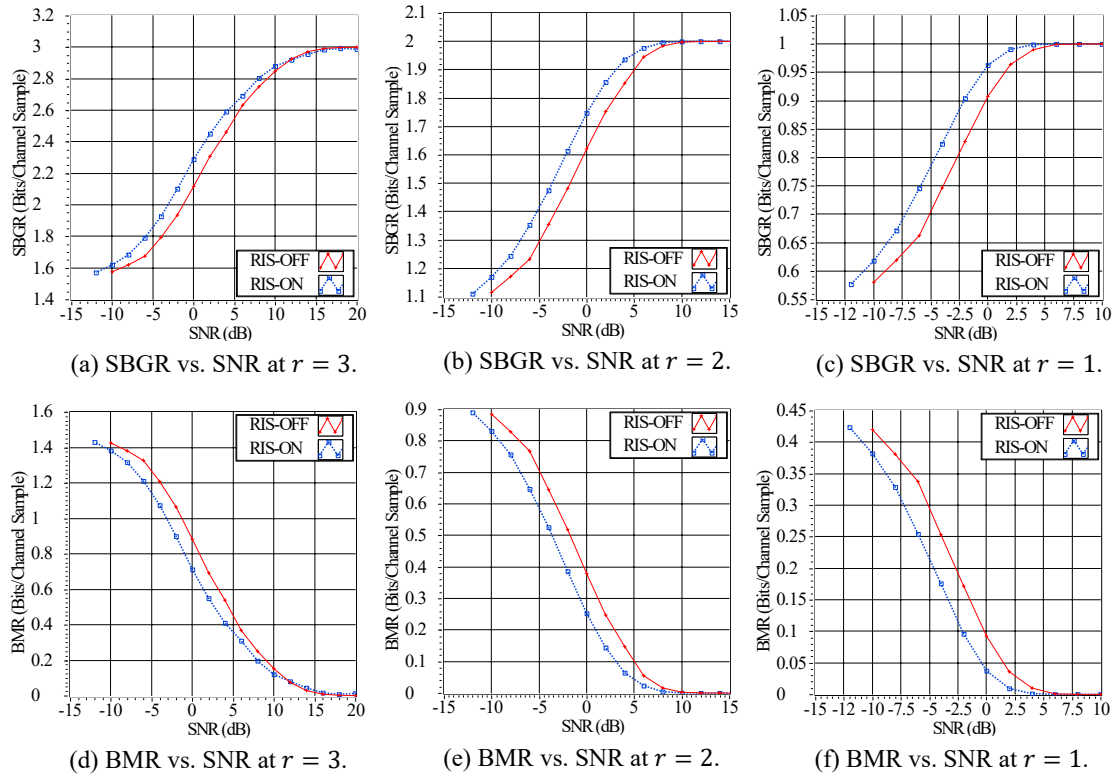 SBGR (Bits/Channel Sample)
3.2
3
2.8
2.6
2.4
2.2
2
1.8
1.6
1.4
RIS-OFF
RIS-ON
-15 -10 -5 0 5 10 15 20
SNR (dB)
(a) SBGR vs. SNR at r = 3.
SBGR (Bits/Channel Sample)
2.1
2
1.9
1.8
1.7
1.6
1.5
1.4
1.3
1.2
1.1
RIS-OFF
RIS-ON
-15 -10 -5 0 5 10 15
SNR (dB)
(b) SBGR vs. SNR at r = 2.
SBGR (Bits/Channel Sample)
1.05
1
0.95
0.9
0.85
0.8
0.75
0.7
0.65
0.6
0.55
RIS-OFF
RIS-ON
-15 -12 -10 -7.5 -5 -2.5 0 2.5 5 7.5 10
SNR (dB)
(c) SBGR vs. SNR at r = 1.
BMR (Bits/Channel Sample)
1.6
1.4
1.2
1
0.8
0.6
0.4
0.2
0
RIS-OFF
RIS-ON
-15 -10 -5 0 5 10 15 20
SNR (dB)
(d) BMR vs. SNR at r = 3.
BMR (Bits/Channel Sample)
0.9
0.8
0.7
0.6
0.5
0.4
0.3
0.2
0.1
0
RIS-OFF
RIS-ON
-15 -10 -5 0 5 10 15
SNR (dB)
(e) BMR vs. SNR at r = 2.
BMR (Bits/Channel Sample)
0.45
0.4
0.35
0.3
0.25
0.2
0.15
0.1
0.05
0
RIS-OFF
RIS-ON
-15 -12 -10 -7.5 -5 -2.5 0 2.5 5 7.5 10
SNR (dB)
(f) BMR vs. SNR at r = 1.